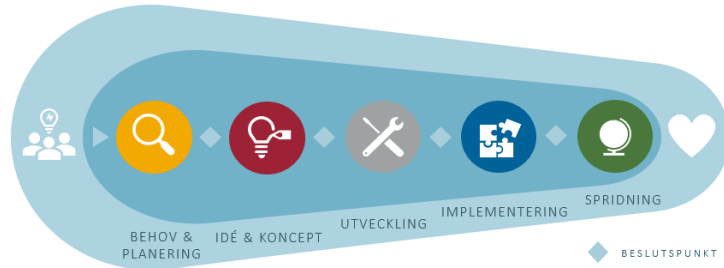 BEHOV &
PLANERING
IDÉ & KONCEPT
UTVECKLING
IMPLEMENTERING
SPRIDNING
BESLUTSPUNKT